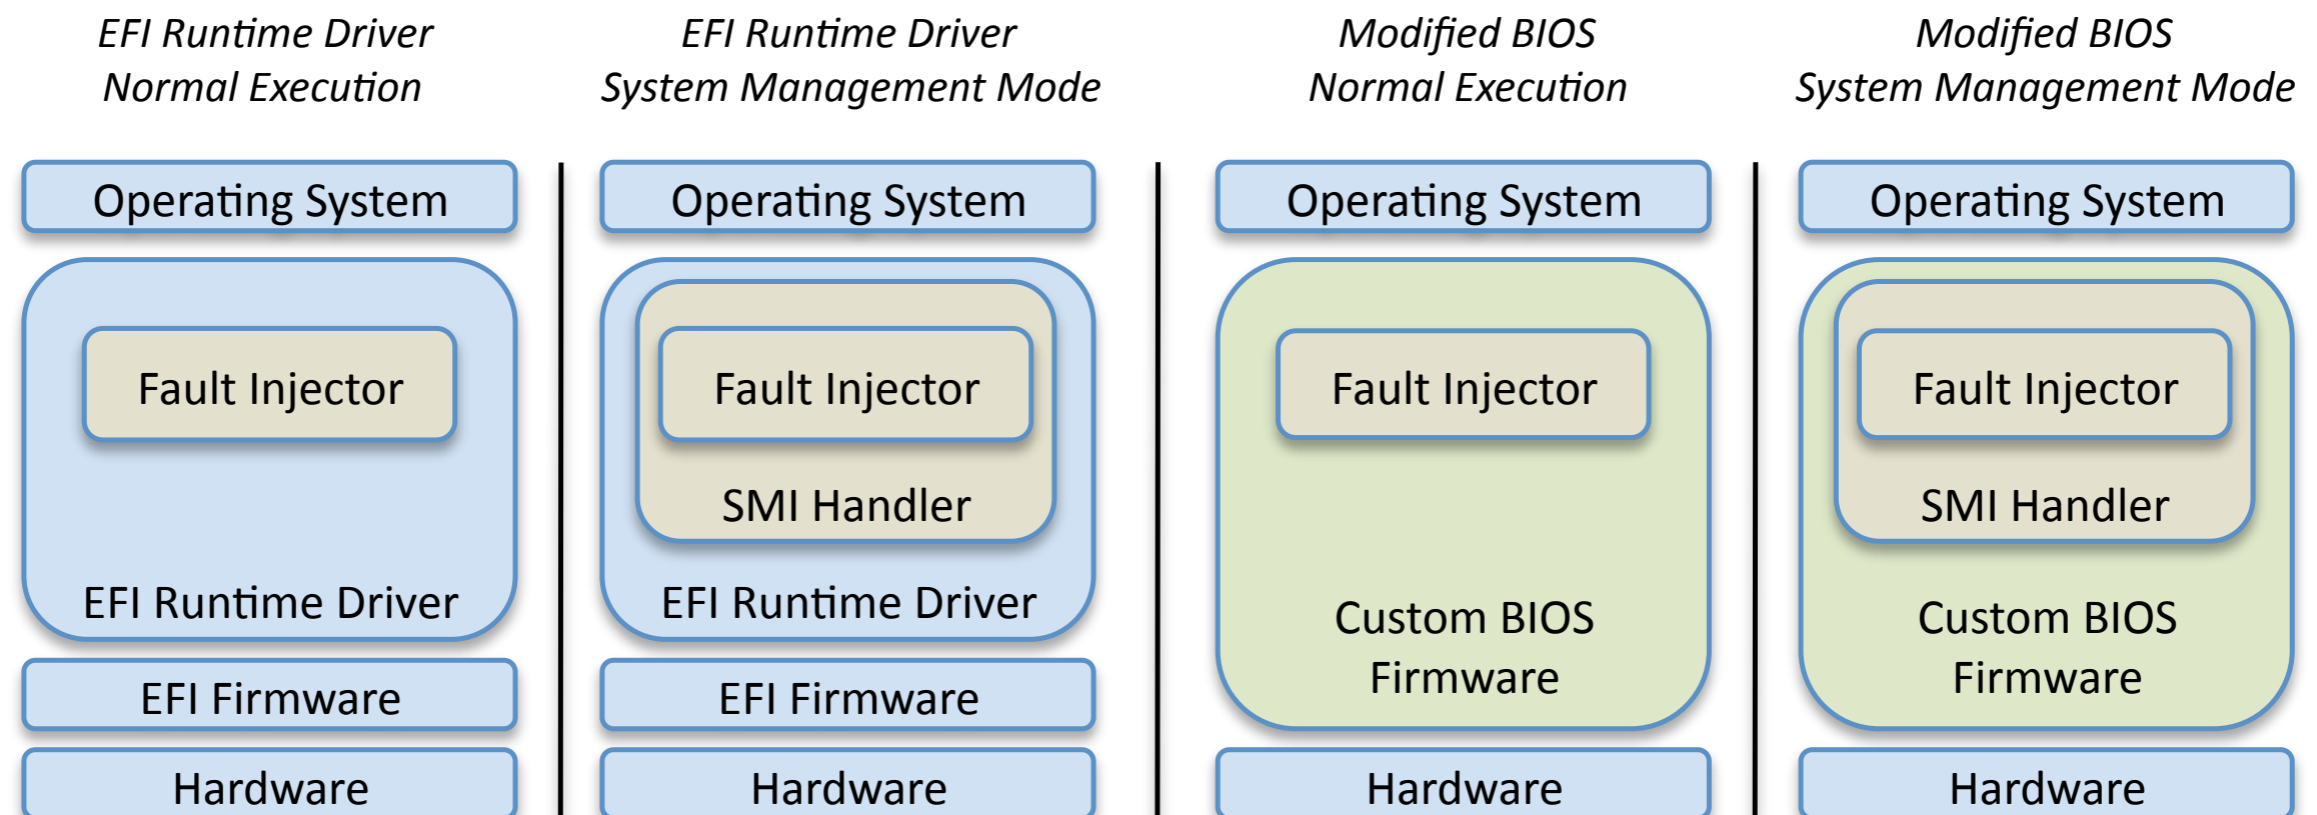 EFI Runtime Driver
Normal Execution
EFI Runtime Driver
System Management Mode
Modified BIOS
Normal Execution
Modified BIOS
System Management Mode
Operating System
Fault Injector
EFI Runtime Driver
EFI Firmware
Hardware
Operating System
Fault Injector
SMI Handler
EFI Runtime Driver
EFI Firmware
Hardware
Operating System
Fault Injector
Custom BIOS
Firmware
Hardware
Operating System
Fault Injector
SMI Handler
Custom BIOS
Firmware
Hardware